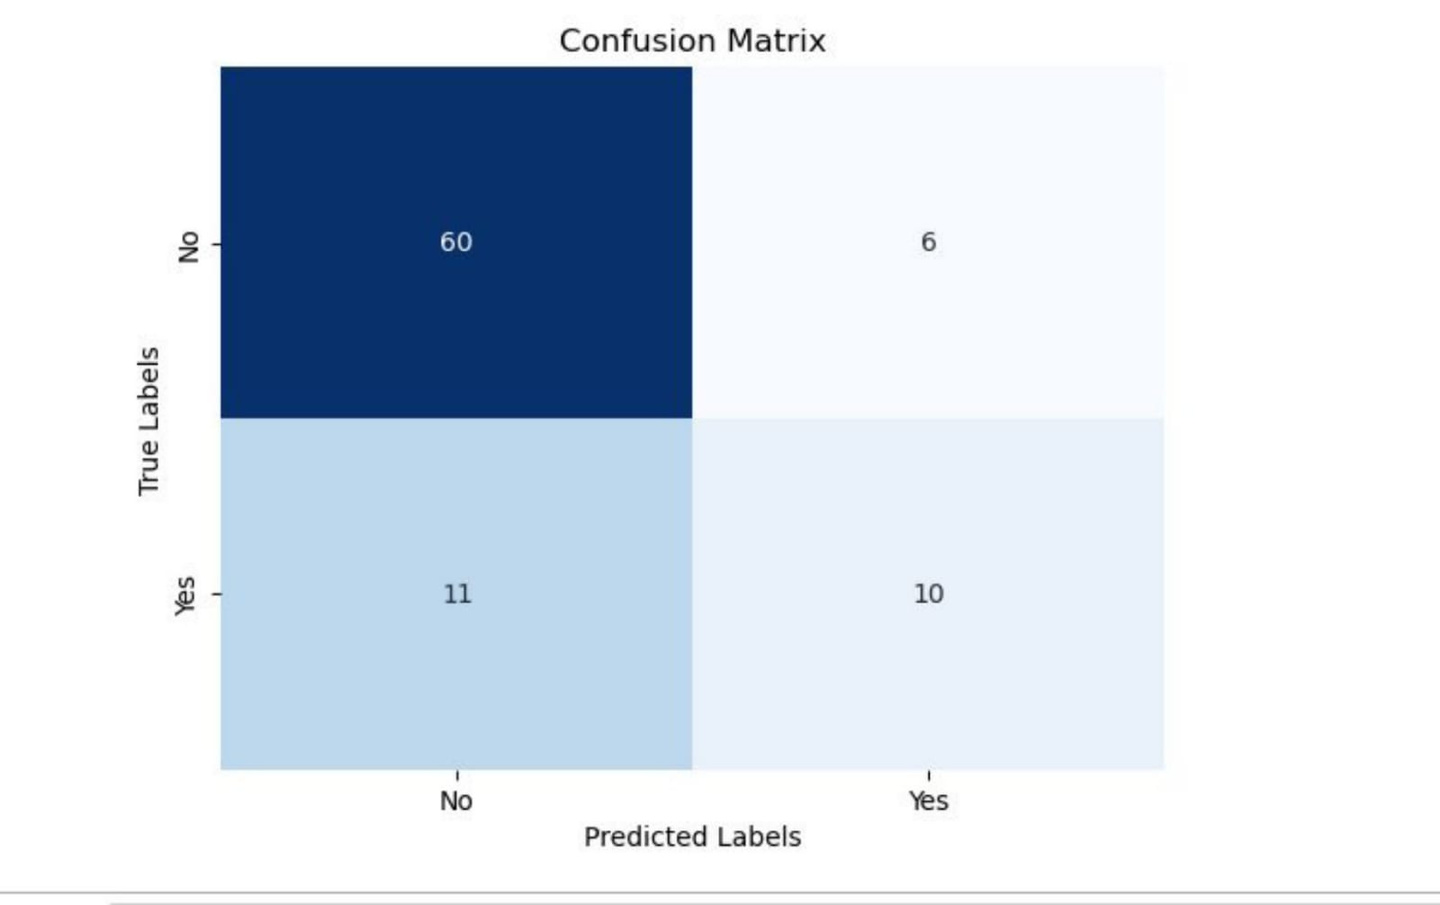 Confusion Matrix
No
60
6
True Labels
Yes
11
10
No
Yes
Predicted Labels